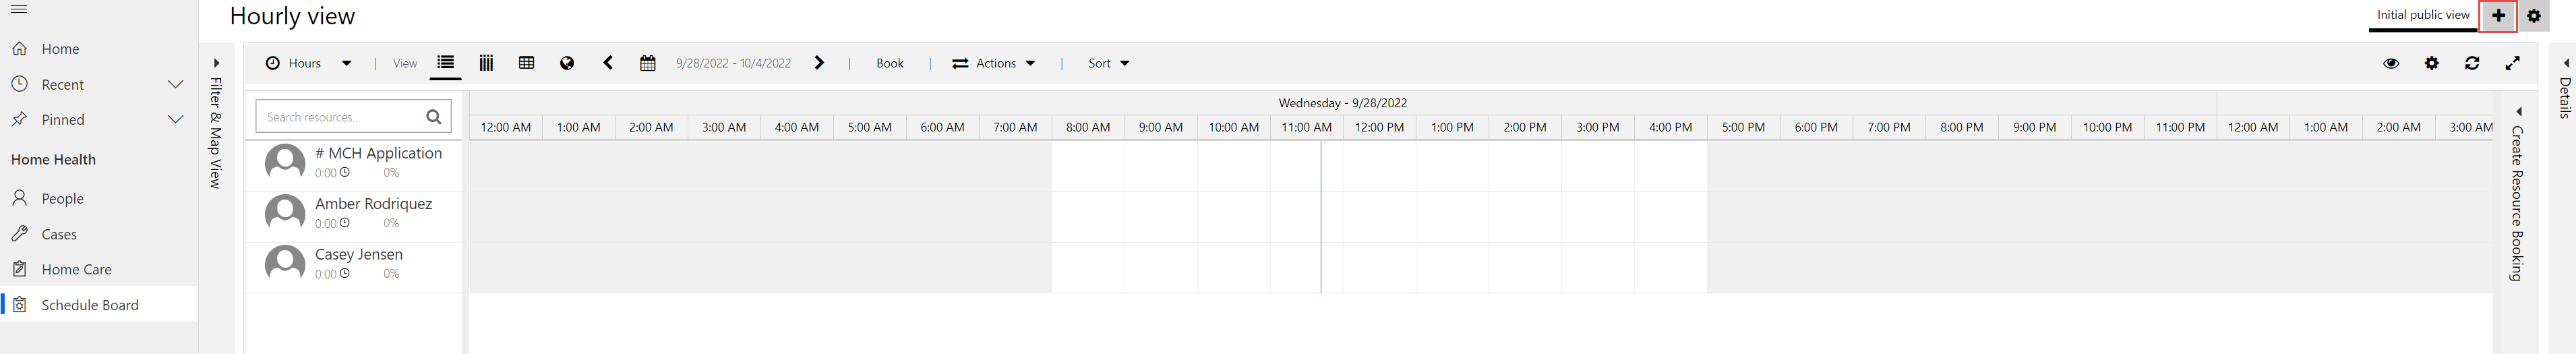 Hourly view
Initial public view
Home
Recent
Pinned
Home Health
People
Cases
Home Care
Schedule Board
Filter & Map View
Hours | View 9/28/2022 - 10/4/2022 | Book | Actions | Sort
Search resources...
Wednesday - 9/28/2022
12:00 AM 1:00 AM 2:00 AM 3:00 AM 4:00 AM 5:00 AM 6:00 AM 7:00 AM 8:00 AM 9:00 AM 10:00 AM 11:00 AM 12:00 PM 1:00 PM 2:00 PM 3:00 PM 4:00 PM 5:00 PM 6:00 PM 7:00 PM 8:00 PM 9:00 PM 10:00 PM 11:00 PM 12:00 AM 1:00 AM 2:00 AM 3:00 AM
# MCH Application
0:00 0%
Amber Rodriquez
0:00 0%
Casey Jensen
0:00 0%
Create Resource Booking
Details